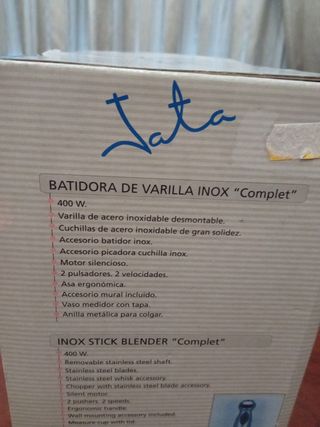 Jata
BATIDORA DE VARILLA INOX “Complet”
400 W.
Varilla de acero inoxidable desmontable.
Cuchillas de acero inoxidable de gran solidez.
Accesorio batidor inox.
Accesorio picadora cuchilla inox.
Motor silencioso.
2 pulsadores. 2 velocidades.
Asa ergonómica.
Accesorio mural incluido.
Vaso medidor con tapa.
Anilla metálica para colgar.
INOX STICK BLENDER “Complet”
400 W.
Removable stainless steel shaft.
Stainless steel blades.
Stainless steel whisk accessory.
Chopper with stainless steel blade accessory.
Silent motor.
2 pushers. 2 speeds.
Ergonomic handle.
Wall mounting accessory included.
Measure cup with lid.